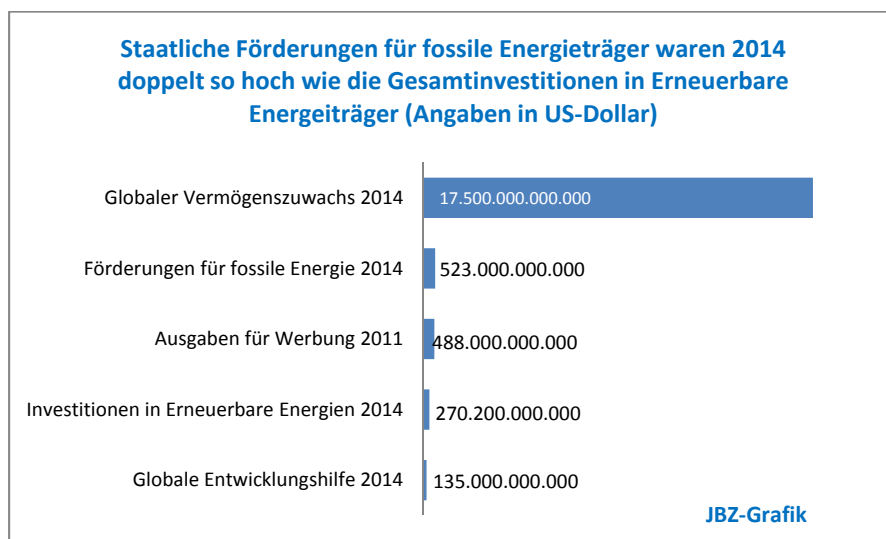 Staatliche Förderungen für fossile Energieträger waren 2014
doppelt so hoch wie die Gesamtinvestitionen in Erneuerbare
Energeiträger (Angaben in US-Dollar)
Globaler Vermögenszuwachs 2014 17.500.000.000.000
Förderungen für fossile Energie 2014 523.000.000.000
Ausgaben für Werbung 2011 488.000.000.000
Investitionen in Erneuerbare Energien 2014 270.200.000.000
Globale Entwicklungshilfe 2014 135.000.000.000
JBZ-Grafik